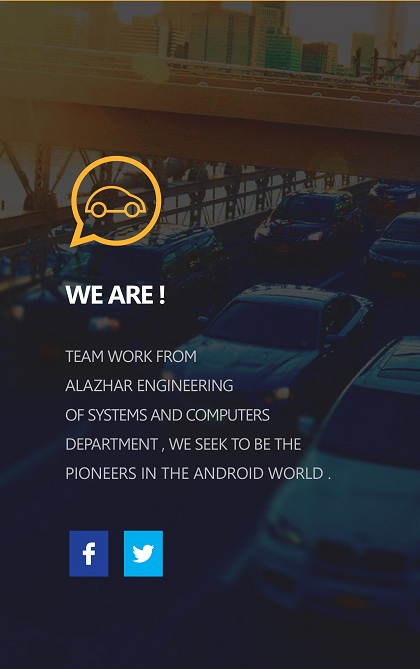 WE ARE !
TEAM WORK FROM
ALAZHAR ENGINEERING
OF SYSTEMS AND COMPUTERS
DEPARTMENT , WE SEEK TO BE THE
PIONEERS IN THE ANDROID WORLD .